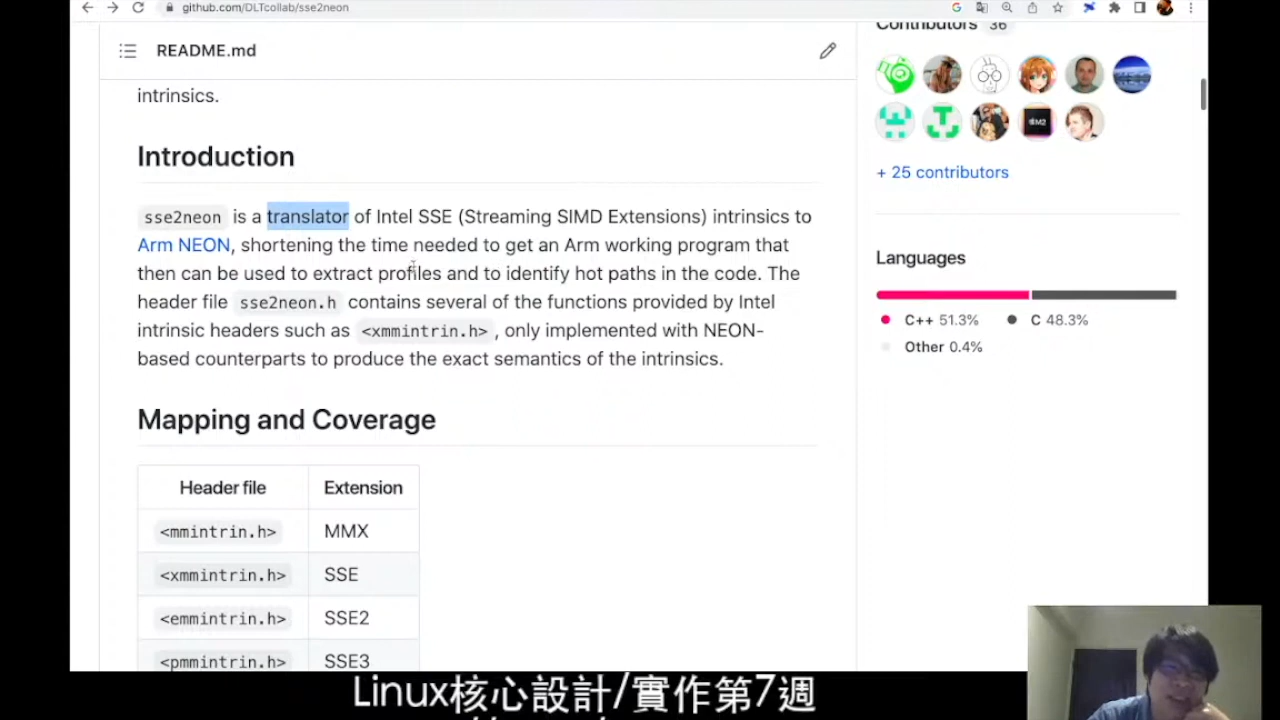 github.com/DLTcollab/sse2neon
README.md
intrinsics.
Introduction
sse2neon is a translator of Intel SSE (Streaming SIMD Extensions) intrinsics to
Arm NEON, shortening the time needed to get an Arm working program that
then can be used to extract profiles and to identify hot paths in the code. The
header file sse2neon.h contains several of the functions provided by Intel
intrinsic headers such as <xmmintrin.h>, only implemented with NEON-
based counterparts to produce the exact semantics of the intrinsics.
Mapping and Coverage
Header file Extension
<mmintrin.h> MMX
<xmmintrin.h> SSE
<emmintrin.h> SSE2
<pmmintrin.h> SSE3
Contributors 36
M2
+ 25 contributors
Languages
C++ 51.3% C 48.3%
Other 0.4%
Linux核心設計/實作第7週